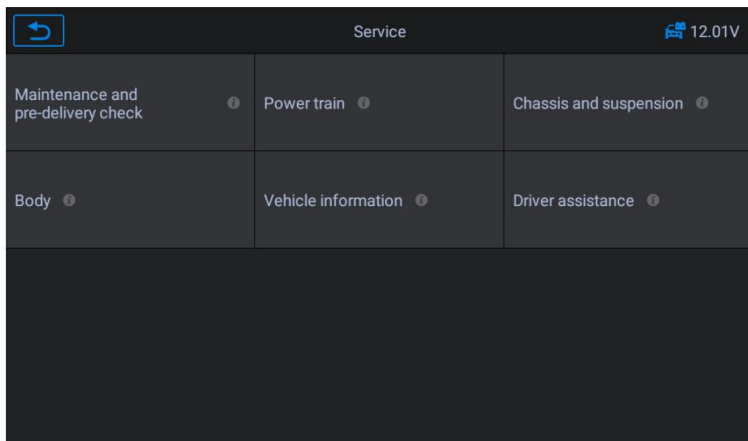 Service
12.01V
Maintenance and
pre-delivery check
Power train
Chassis and suspension
Body
Vehicle information
Driver assistance